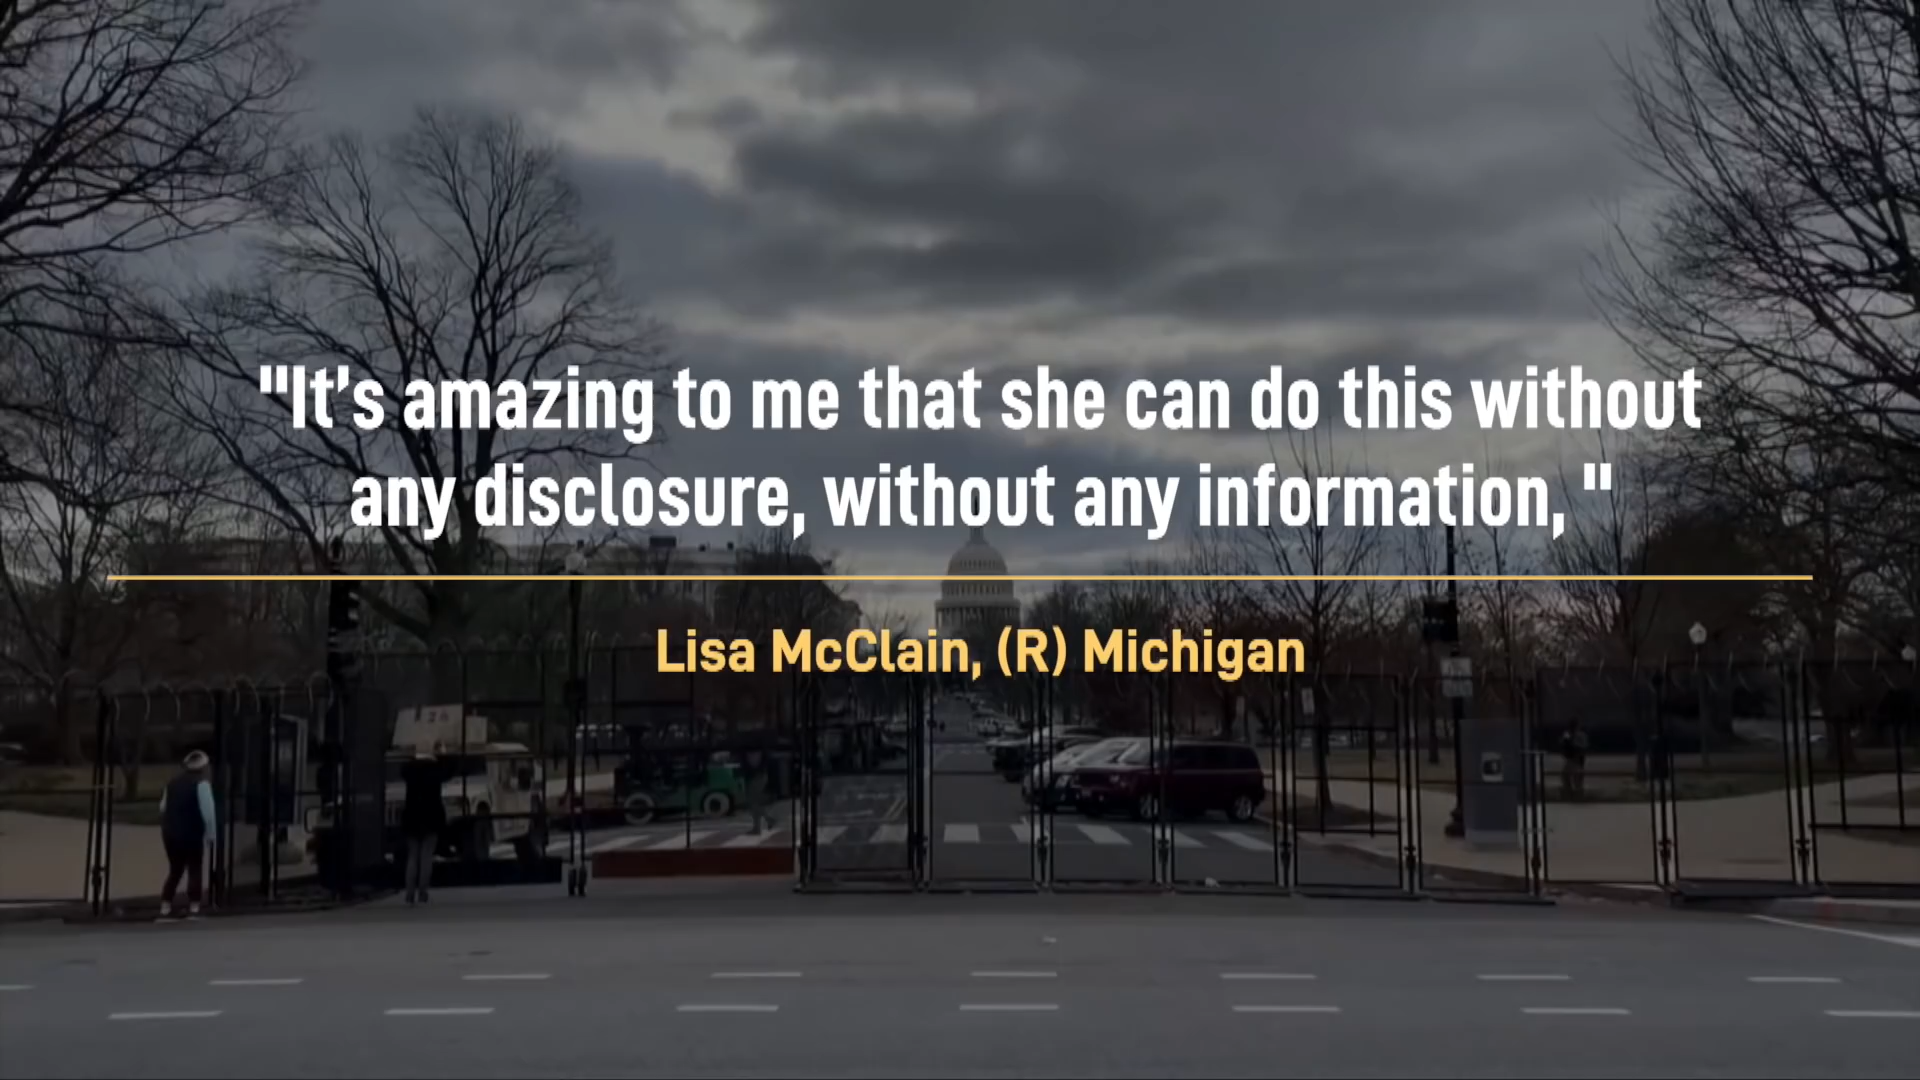 "It's amazing to me that she can do this without
any disclosure, without any information, "
Lisa McClain, (R) Michigan